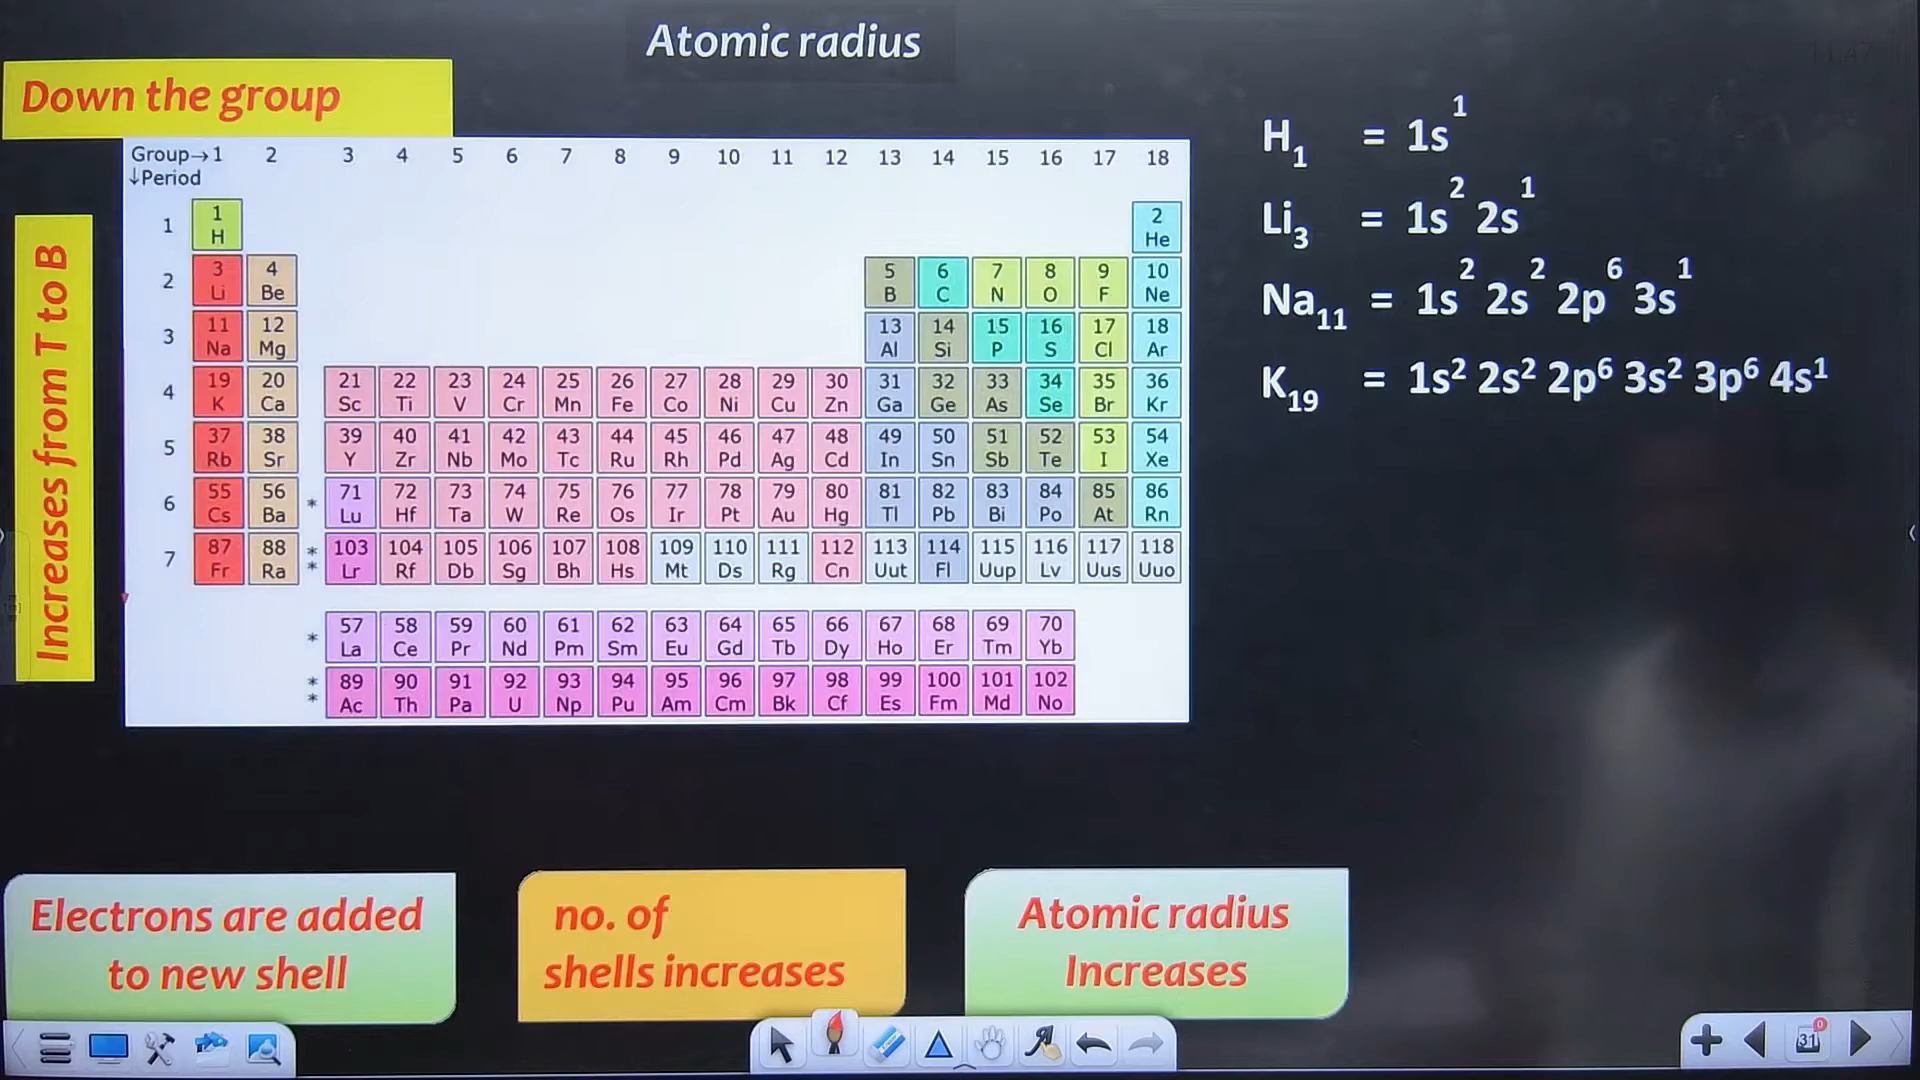 Atomic radius
Down the group
Increases from T to B
Group→ 1 2 3 4 5 6 7 8 9 10 11 12 13 14 15 16 17 18
↓Period
1 2
1 H He
3 4 5 6 7 8 9 10
2 Li Be B C N O F Ne
11 12 13 14 15 16 17 18
3 Na Mg Al Si P S Cl Ar
19 20 21 22 23 24 25 26 27 28 29 30 31 32 33 34 35 36
4 K Ca Sc Ti V Cr Mn Fe Co Ni Cu Zn Ga Ge As Se Br Kr
37 38 39 40 41 42 43 44 45 46 47 48 49 50 51 52 53 54
5 Rb Sr Y Zr Nb Mo Tc Ru Rh Pd Ag Cd In Sn Sb Te I Xe
55 56 * 71 72 73 74 75 76 77 78 79 80 81 82 83 84 85 86
6 Cs Ba Lu Hf Ta W Re Os Ir Pt Au Hg Tl Pb Bi Po At Rn
87 88 * * 103 104 105 106 107 108 109 110 111 112 113 114 115 116 117 118
7 Fr Ra Lr Rf Db Sg Bh Hs Mt Ds Rg Cn Uut Fl Uup Lv Uus Uuo
* 57 58 59 60 61 62 63 64 65 66 67 68 69 70
La Ce Pr Nd Pm Sm Eu Gd Tb Dy Ho Er Tm Yb
* * 89 90 91 92 93 94 95 96 97 98 99 100 101 102
Ac Th Pa U Np Pu Am Cm Bk Cf Es Fm Md No
H₁ = 1s¹
Li₃ = 1s² 2s¹
Na₁₁ = 1s² 2s² 2p⁶ 3s¹
K₁₉ = 1s² 2s² 2p⁶ 3s² 3p⁶ 4s¹
Electrons are added
to new shell
no. of
shells increases
Atomic radius
Increases
31
0